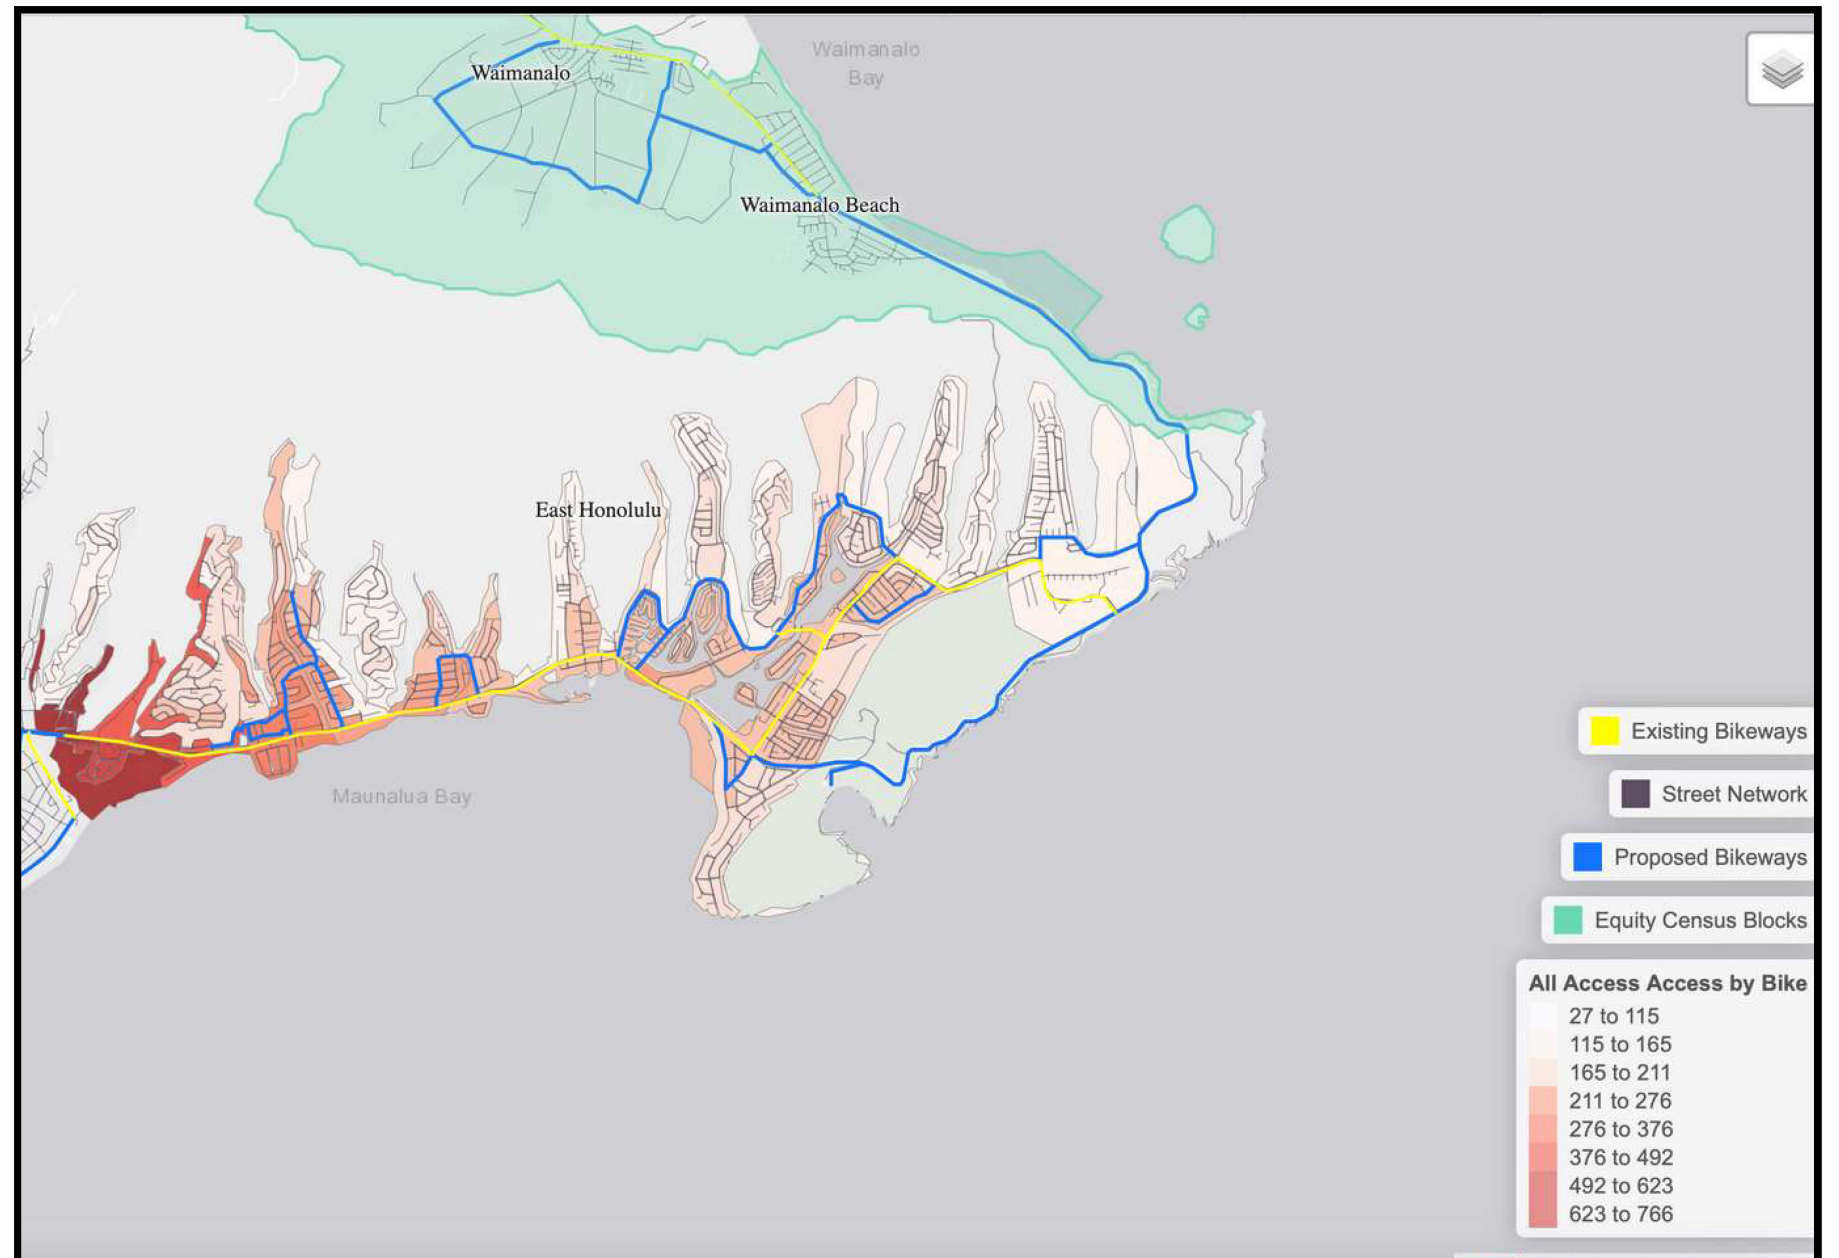 Waimanalo
Bay
Waimanalo
Waimanalo Beach
East Honolulu
Maunalua Bay
Existing Bikeways
Street Network
Proposed Bikeways
Equity Census Blocks
All Access Access by Bike
27 to 115
115 to 165
165 to 211
211 to 276
276 to 376
376 to 492
492 to 623
623 to 766